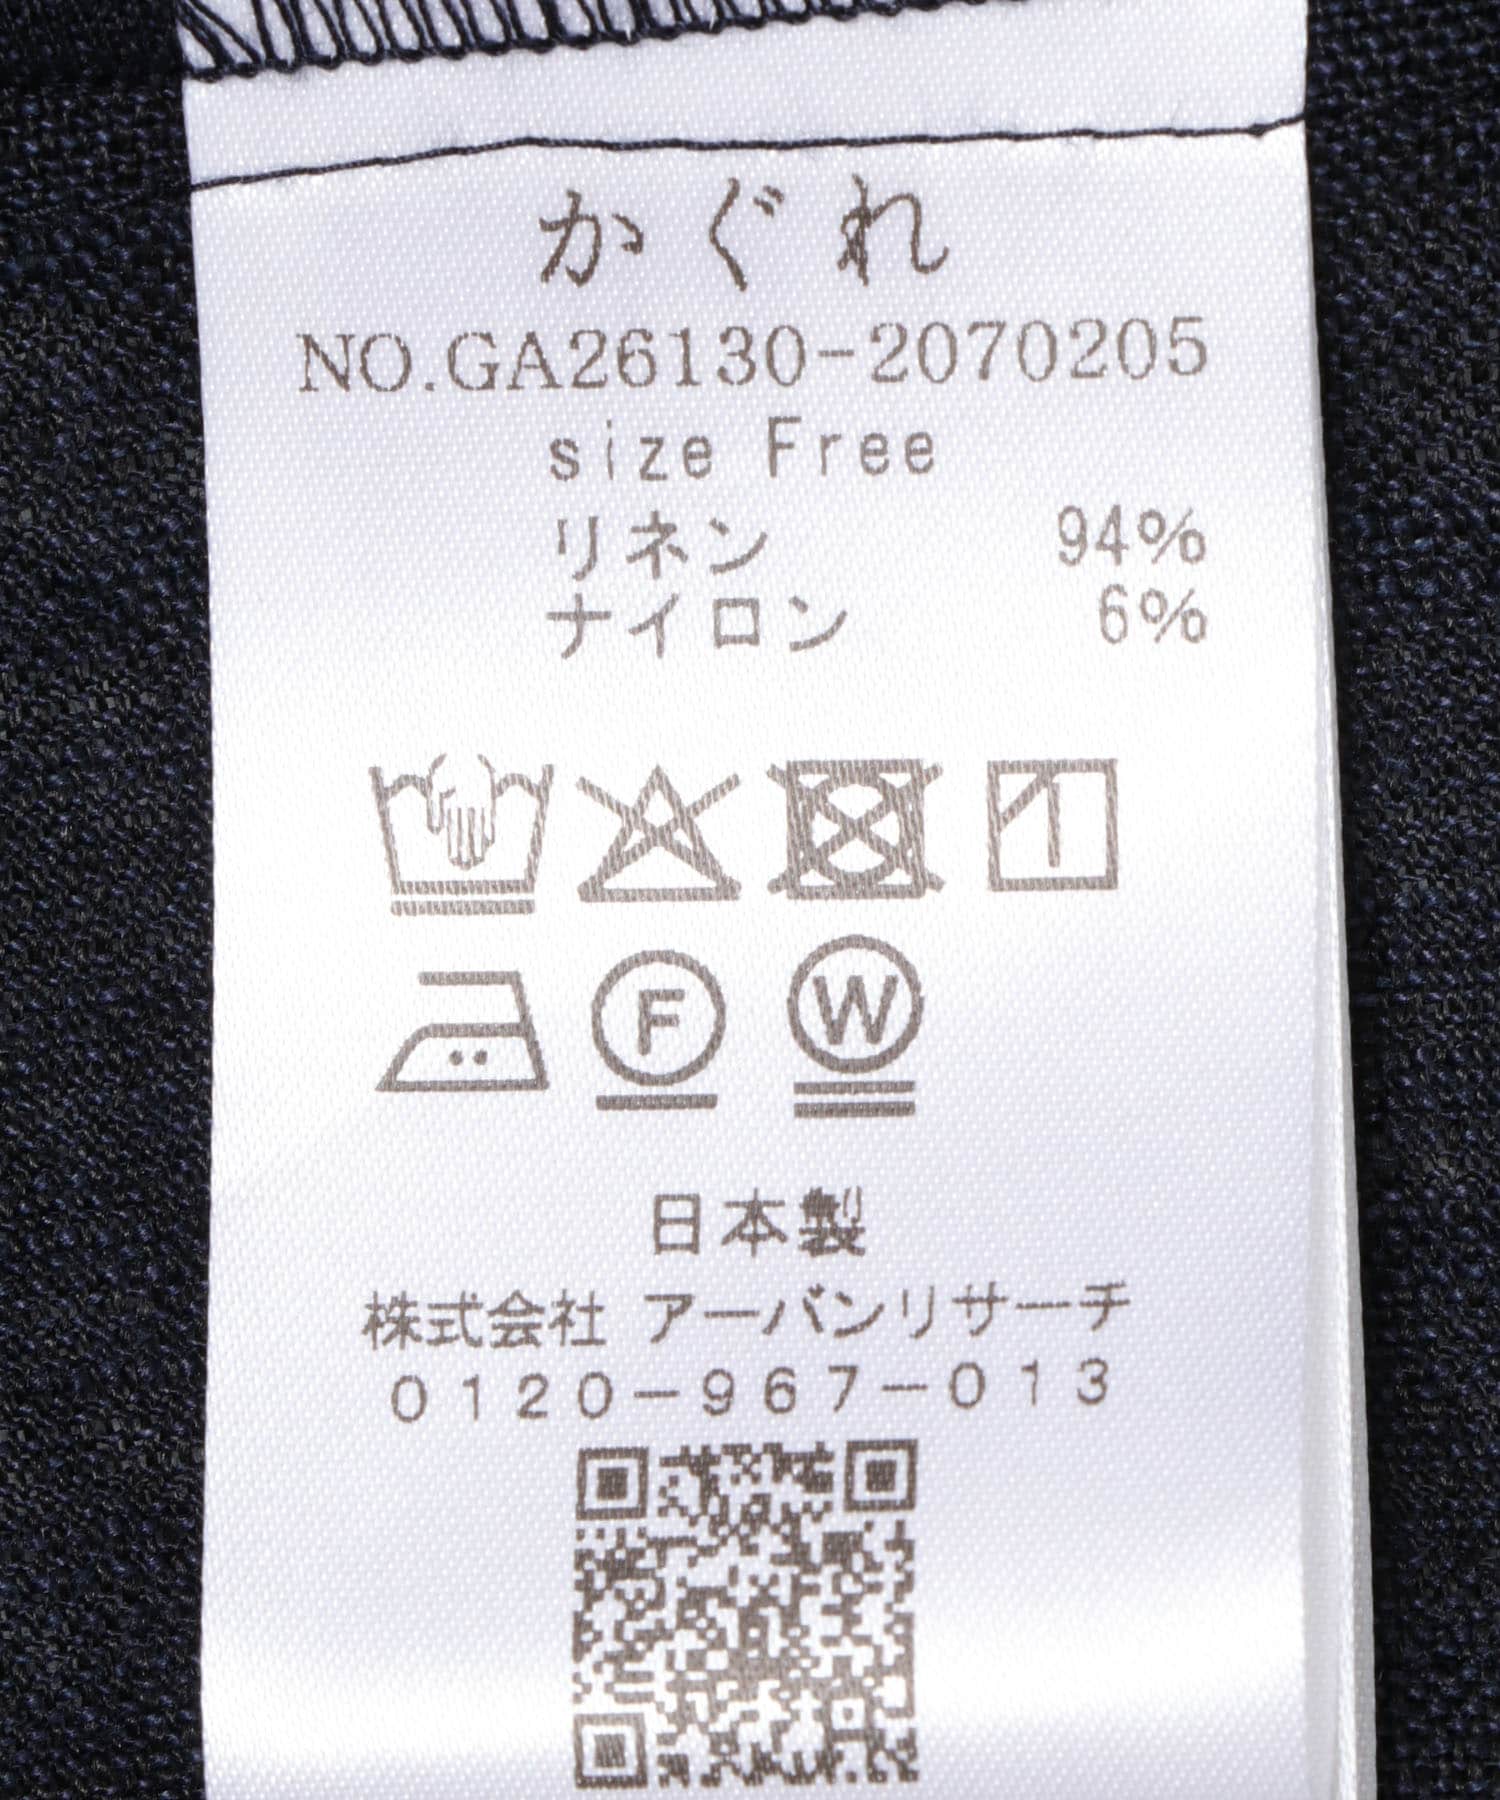 かぐれ
NO.GA26130-2070205
size Free
リネン 94%
ナイロン 6%
F W
日本製
株式会社 アーバンリサーチ
0120-967-013